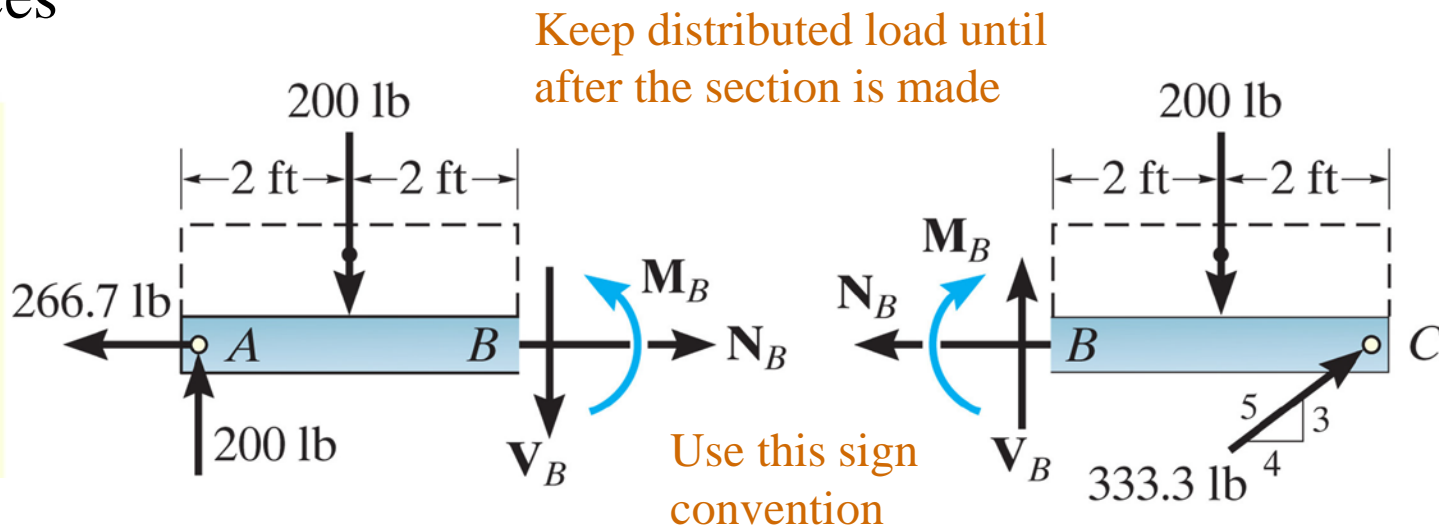 Keep distributed load until
after the section is made
200 lb
2 ft
2 ft
266.7 lb
A
B
M_B
N_B
200 lb
V_B
Use this sign
convention
200 lb
2 ft
2 ft
M_B
N_B
B
C
V_B
333.3 lb
5
3
4